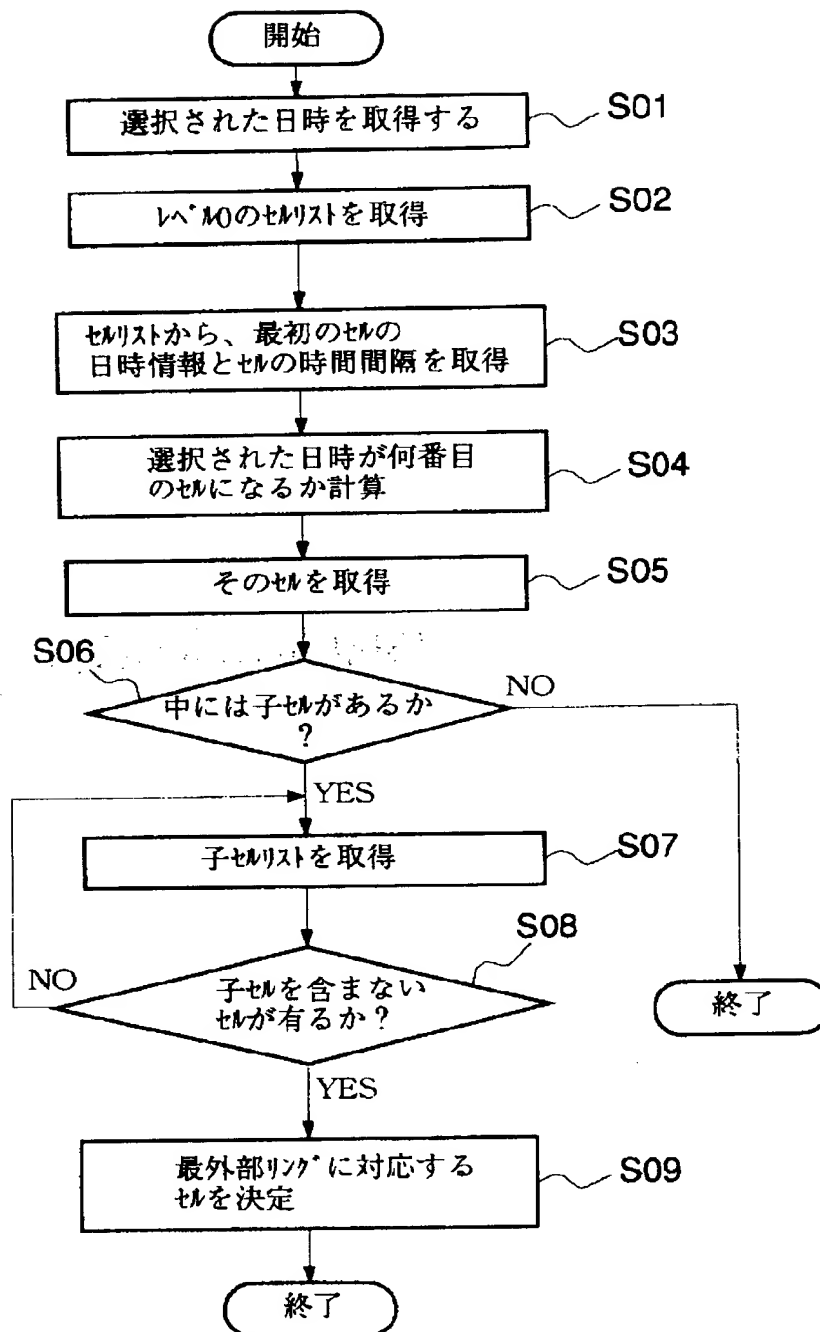 開始
選択された日時を取得する
S01
ﾚﾍﾞﾙ0のｾﾙﾘｽﾄを取得
S02
ｾﾙﾘｽﾄから、最初のｾﾙの
日時情報とｾﾙの時間間隔を取得
S03
選択された日時が何番目
のｾﾙになるか計算
S04
そのｾﾙを取得
S05
S06
中には子ｾﾙがあるか
?
NO
YES
子ｾﾙﾘｽﾄを取得
S07
S08
子ｾﾙを含まない
ｾﾙが有るか?
NO
終了
YES
最外部ﾘﾝｸﾞに対応する
ｾﾙを決定
S09
終了